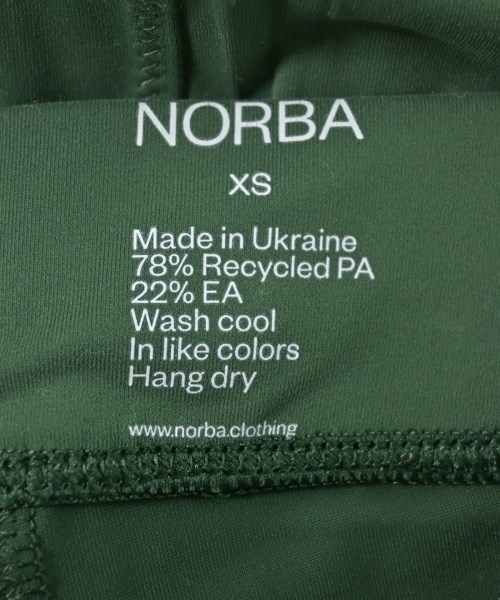 NORBA
XS
Made in Ukraine
78% Recycled PA
22% EA
Wash cool
In like colors
Hang dry
www.norba.clothing